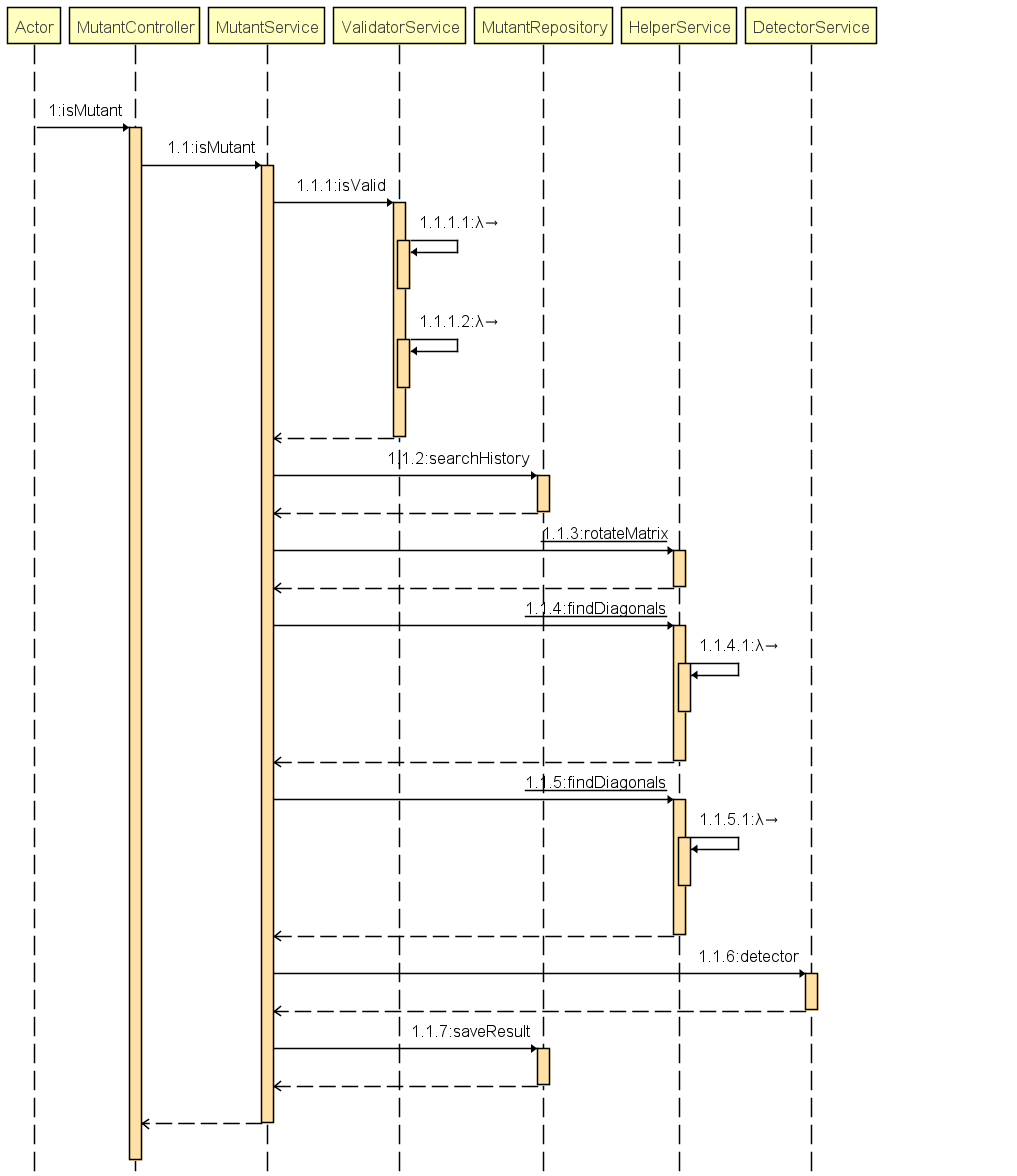 Actor MutantController MutantService ValidatorService MutantRepository HelperService DetectorService
1:isMutant
1.1:isMutant
1.1.1:isValid
1.1.1.1:λ→
1.1.1.2:λ→
1.1.2:searchHistory
1.1.3:rotateMatrix
1.1.4:findDiagonals
1.1.4.1:λ→
1.1.5:findDiagonals
1.1.5.1:λ→
1.1.6:detector
1.1.7:saveResult